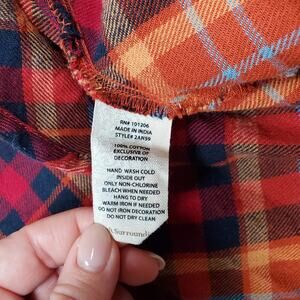 RN# 101206
MADE IN INDIA
STYLE# 2AN59
100% COTTON
EXCLUSIVE OF
DECORATION
HAND WASH COLD
INSIDE OUT
ONLY NON-CHLORINE
BLEACH WHEN NEEDED
HANG TO DRY
WARM IRON IF NEEDED
DO NOT IRON DECORATION
DO NOT DRY CLEAN